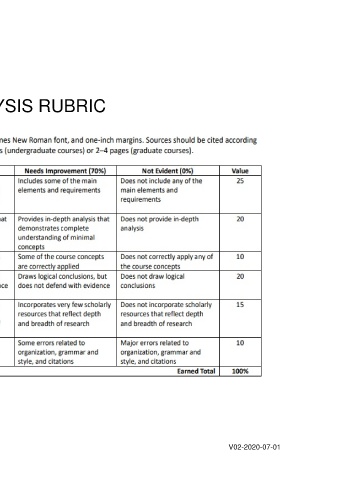 YSIS RUBRIC
nes New Roman font, and one-inch margins. Sources should be cited according
s (undergraduate courses) or 2–4 pages (graduate courses).
Needs Improvement (70%) Not Evident (0%) Value
Includes some of the main Does not include any of the 25
elements and requirements main elements and
requirements
at Provides in-depth analysis that Does not provide in-depth 20
demonstrates complete analysis
understanding of minimal
concepts
Some of the course concepts Does not correctly apply any of 10
are correctly applied the course concepts
Draws logical conclusions, but Does not draw logical 20
nce does not defend with evidence conclusions
Incorporates very few scholarly Does not incorporate scholarly 15
resources that reflect depth resources that reflect depth
and breadth of research and breadth of research
Some errors related to Major errors related to 10
organization, grammar and organization, grammar and
style, and citations style, and citations
Earned Total 100%
V02-2020-07-01